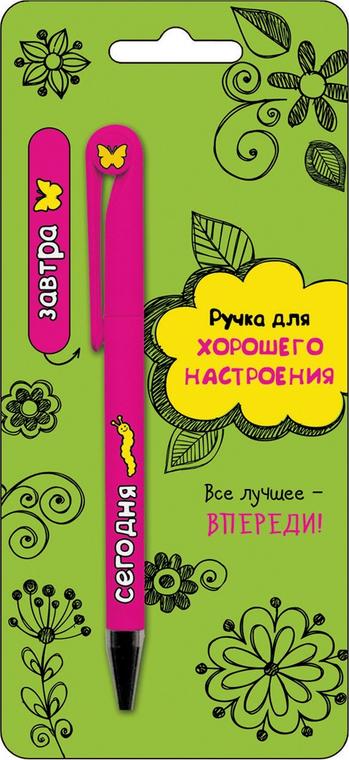 завтра
сегодня
Ручка для
ХОРОШЕГО
НАСТРОЕНИЯ
Все лучшее –
ВПЕРЕДИ!